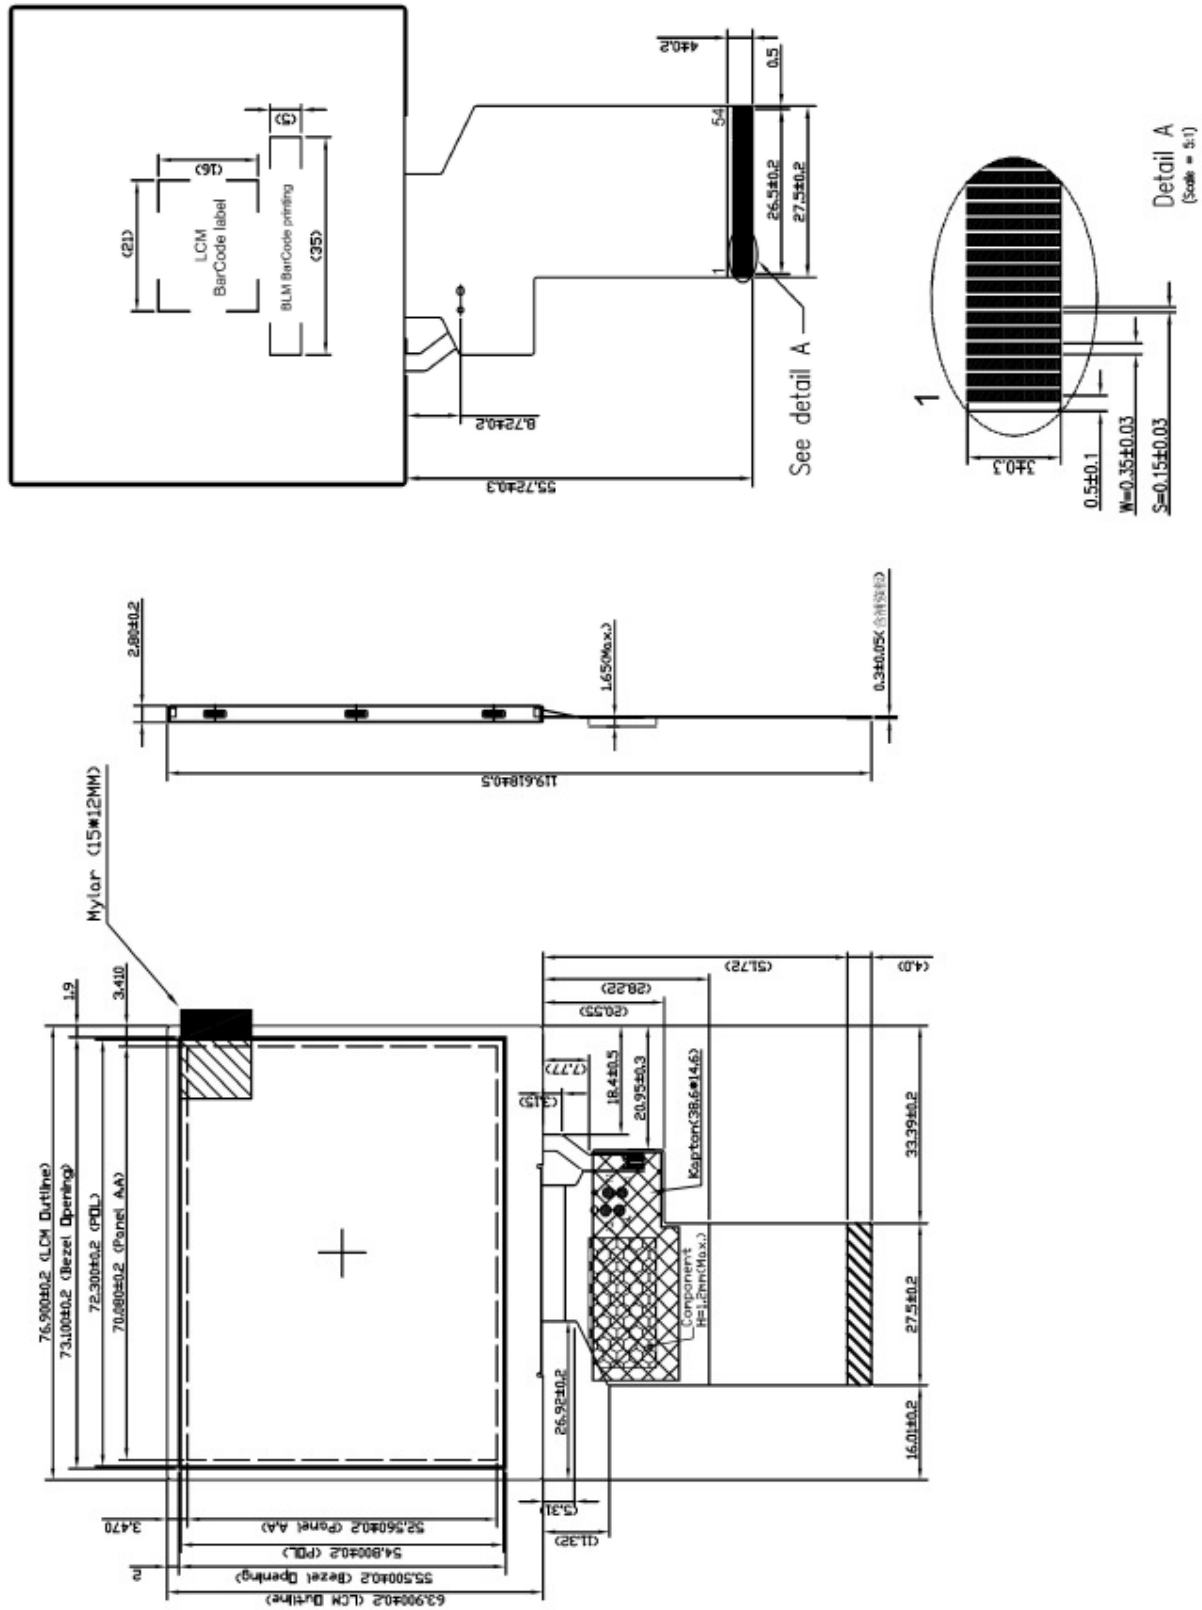 4±0.2
0.5
54
1
26.5±0.2
27.5±0.2
(5)
(16)
(21)
LCM
BarCode label
BLM BarCode printing
(35)
8.72±0.2
55.72±0.3
See detail A
1
3±0.3
0.5±0.1
W=0.35±0.03
S=0.15±0.03
Detail A
(Scale = 5:1)
2.80±0.2
1.65(Max.)
0.3±0.05(
119.618±0.5
Mylar (15*12MM)
1.9
3.410
76.900±0.2 (LCM Outline)
73.100±0.2 (Bezel Opening)
72.300±0.2 (POL)
70.080±0.2 (Panel A.A)
3.470
52.560±0.2 (Panel A.A)
54.800±0.2 (POL)
2
55.500±0.2 (Bezel Opening)
63.900±0.2 (LCM Outline)
(51.72)
(4.0)
(28.22)
(20.55)
(7.77)
(3.15)
18.4±0.5
20.95±0.3
Kapton(38.6*14.6)
Component
H=1.2mm(Max.)
33.39±0.2
27.5±0.2
16.01±0.2
26.92±0.2
(5.31)
(11.32)